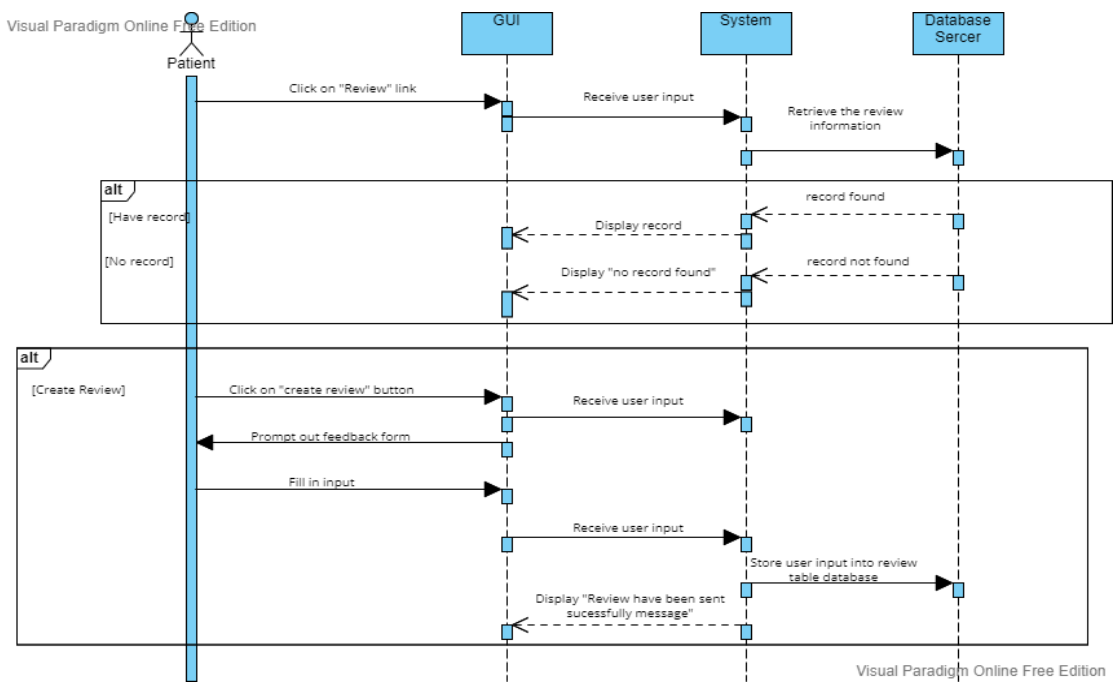 Visual Paradigm Online Free Edition
Patient
GUI
System
Database
Sercer
Click on "Review" link
Receive user input
Retrieve the review
information
alt
[Have record]
record found
Display record
[No record]
record not found
Display "no record found"
alt
[Create Review]
Click on "create review" button
Receive user input
Prompt out feedback form
Fill in input
Receive user input
Store user input into review
table database
Display "Review have been sent
sucessfully message"
Visual Paradigm Online Free Edition